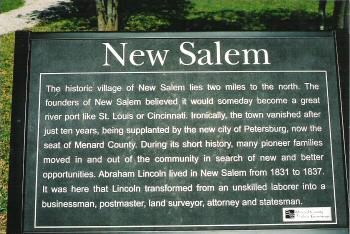 New Salem
The historic village of New Salem lies two miles to the north. The
founders of New Salem believed it would someday become a great
river port like St. Louis or Cincinnati. Ironically, the town vanished after
just ten years, being supplanted by the new city of Petersburg, now the
seat of Menard County. During its short history, many pioneer families
moved in and out of the community in search of new and better
opportunities. Abraham Lincoln lived in New Salem from 1831 to 1837.
It was here that Lincoln transformed from an unskilled laborer into a
businessman, postmaster, land surveyor, attorney and statesman.